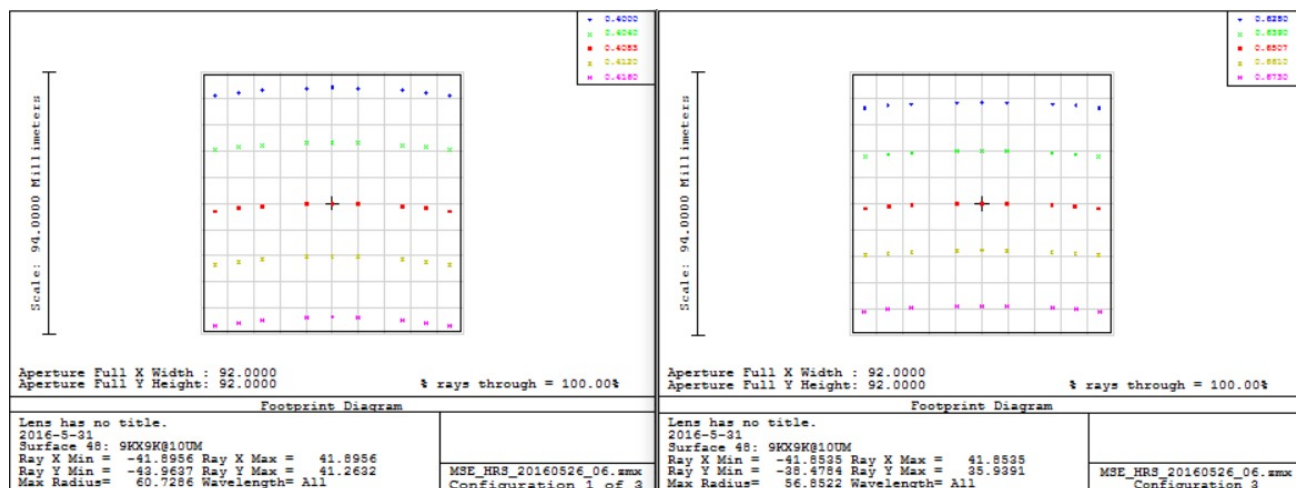 0.4000
0.4040
0.4085
0.4120
0.4160
Scale: 94.0000 Millimeters
Aperture Full X Width : 92.0000
Aperture Full Y Height: 92.0000 % rays through = 100.00%
Footprint Diagram
Lens has no title.
2016-5-31
Surface 48: 9KX9K@10UM
Ray X Min = -41.8956 Ray X Max = 41.8956
Ray Y Min = -43.9637 Ray Y Max = 41.2632
Max Radius= 60.7286 Wavelength= All
MSE_HRS_20160526_06.zmx
Configuration 1 of 3
0.6280
0.6390
0.6507
0.6610
0.6730
Scale: 94.0000 Millimeters
Aperture Full X Width : 92.0000
Aperture Full Y Height: 92.0000 % rays through = 100.00%
Footprint Diagram
Lens has no title.
2016-5-31
Surface 48: 9KX9K@10UM
Ray X Min = -41.8535 Ray X Max = 41.8535
Ray Y Min = -38.4784 Ray Y Max = 35.9391
Max Radius= 56.8522 Wavelength= All
MSE_HRS_20160526_06.zmx
Configuration 3